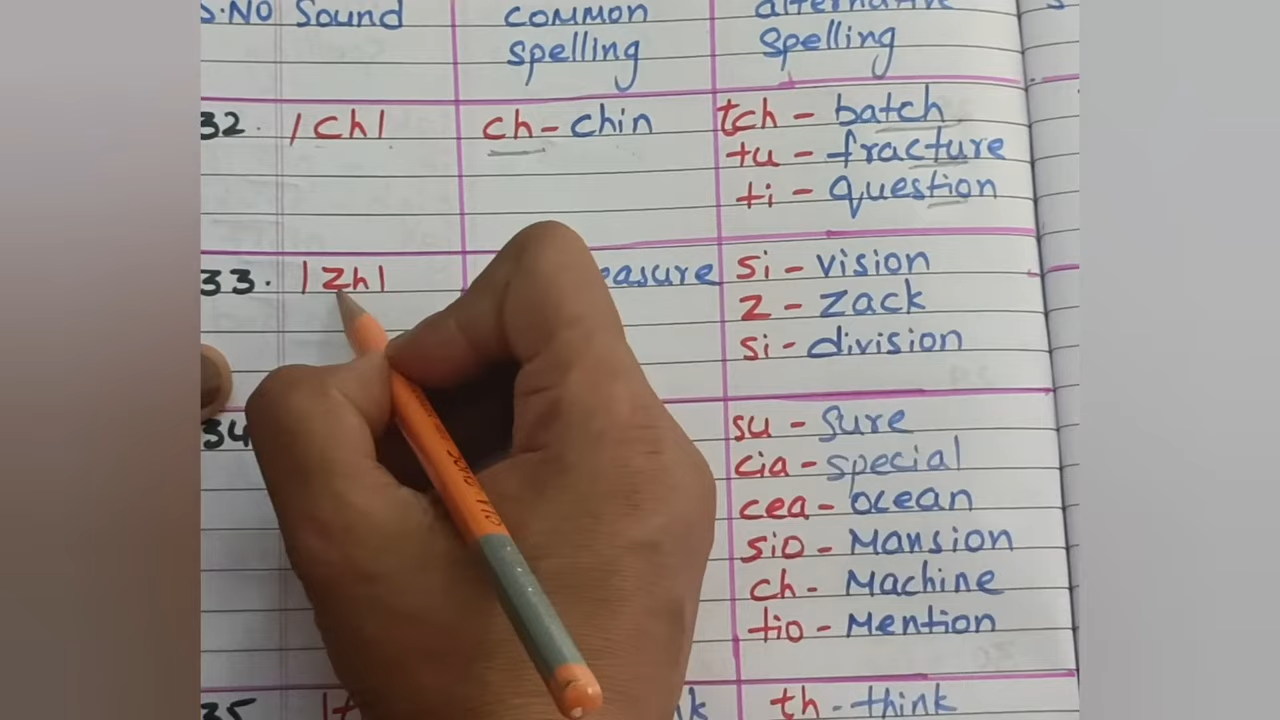 S.NO Sound common alternative
spelling spelling
32. /Ch/ ch - chin tch - batch
tu - fracture
ti - question
33. /Zh/ easure si - vision
z - zack
si - division
34 su - sure
cia - special
cea - ocean
sio - Mansion
ch - Machine
tio - Mention
35 th - think